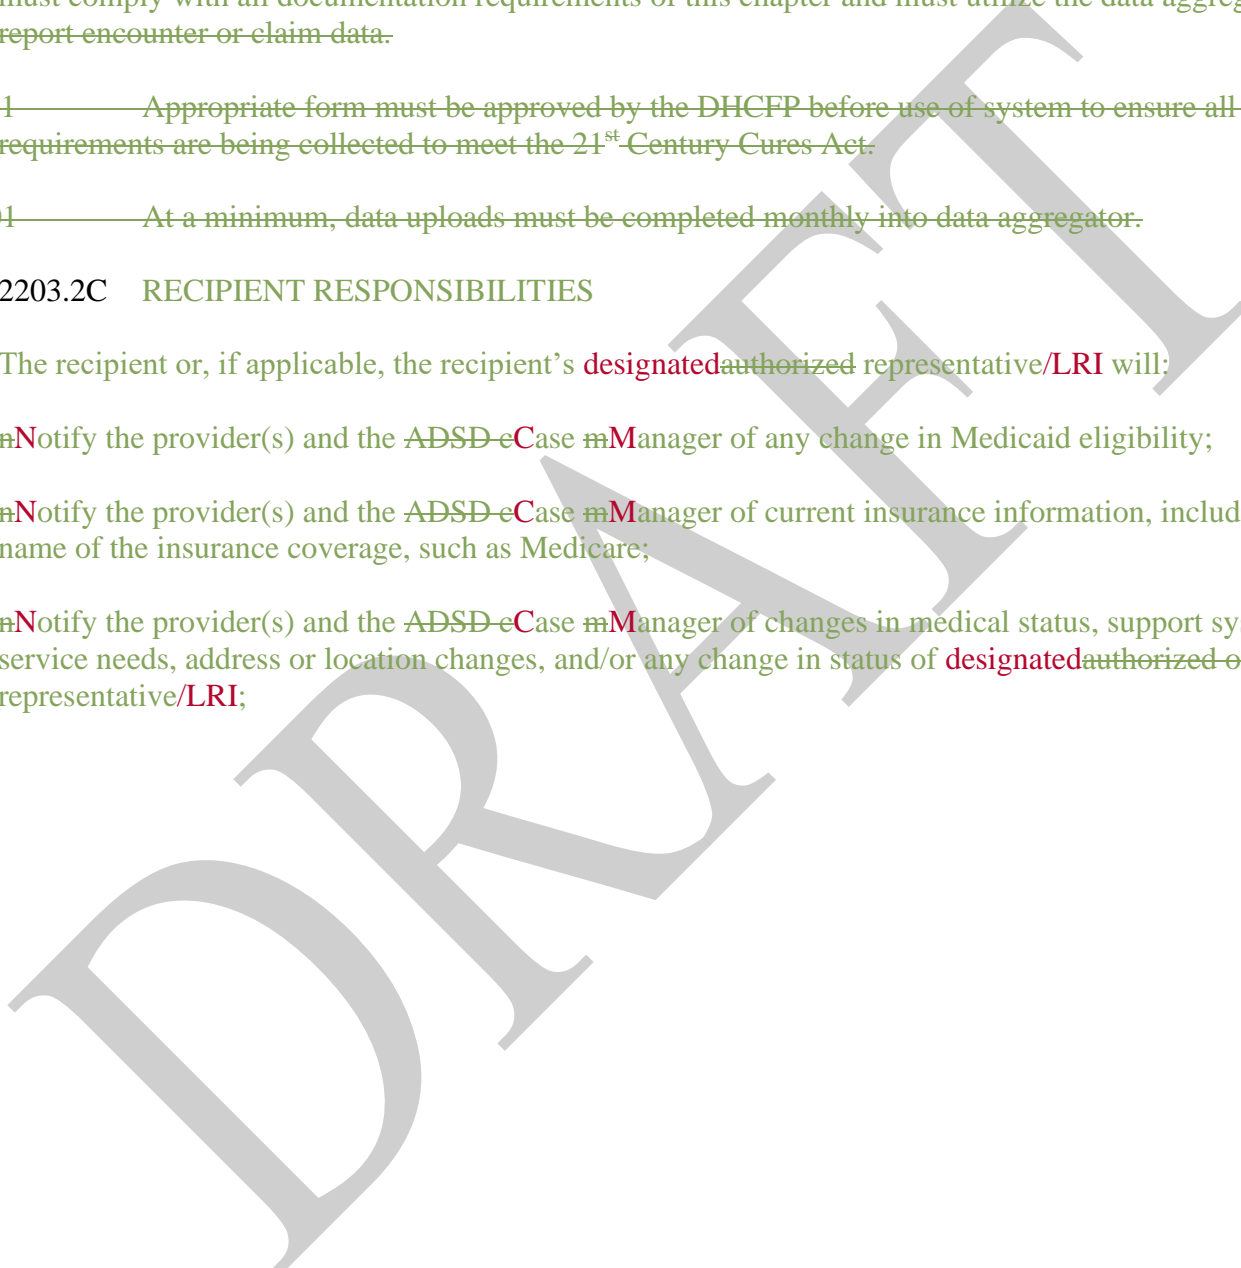 must comply with all documentation requirements of this chapter and must utilize the data
report encounter or claim data.
1 Appropriate form must be approved by the DHCFP before use of system to ensure all
requirements are being collected to meet the 21st Century Cures Act.
1 At a minimum, data uploads must be completed monthly into data aggregator.
2203.2C RECIPIENT RESPONSIBILITIES
The recipient or, if applicable, the recipient’s designatedauthorized representative/LRI will:
nNotify the provider(s) and the ADSD cCase mManager of any change in Medicaid eligibility;
nNotify the provider(s) and the ADSD cCase mManager of current insurance information, includ
name of the insurance coverage, such as Medicare;
nNotify the provider(s) and the ADSD cCase mManager of changes in medical status, support sy
service needs, address or location changes, and/or any change in status of designatedauthorized o
representative/LRI;
DRAFT